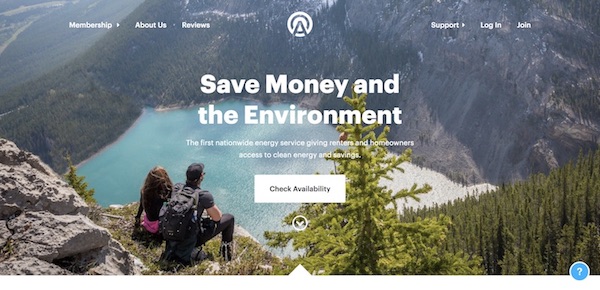 Membership
About Us
Reviews
A
Support
Log In
Join
Save Money and
the Environment
The first nationwide energy service giving renters and homeowners
access to clean energy and savings.
Check Availability
?